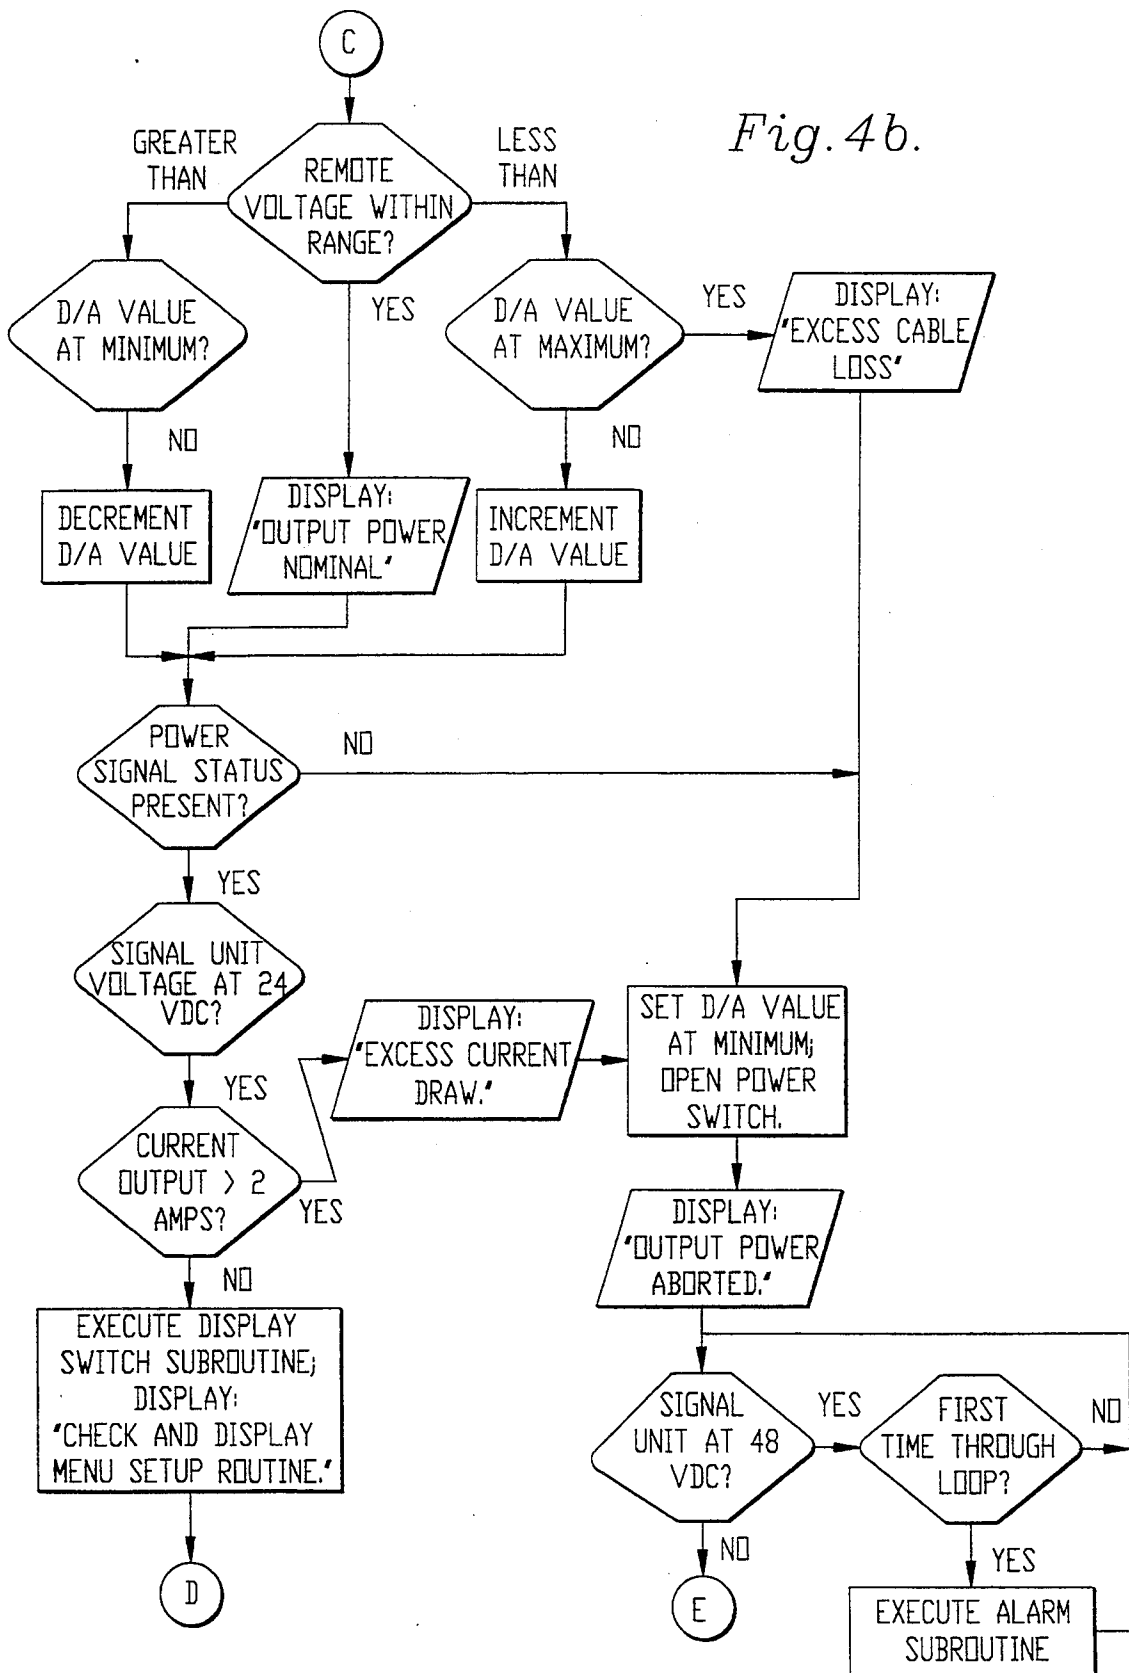 C
Fig. 4b.
GREATER
THAN
REMOTE
VOLTAGE WITHIN
RANGE?
LESS
THAN
D/A VALUE
AT MINIMUM?
YES
D/A VALUE
AT MAXIMUM?
YES
DISPLAY:
"EXCESS CABLE
LOSS"
NO
NO
DECREMENT
D/A VALUE
DISPLAY:
"OUTPUT POWER
NOMINAL"
INCREMENT
D/A VALUE
POWER
SIGNAL STATUS
PRESENT?
NO
YES
SIGNAL UNIT
VOLTAGE AT 24
VDC?
YES
DISPLAY:
"EXCESS CURRENT
DRAW."
SET D/A VALUE
AT MINIMUM;
OPEN POWER
SWITCH.
CURRENT
OUTPUT > 2
AMPS?
YES
NO
DISPLAY:
"OUTPUT POWER
ABORTED."
EXECUTE DISPLAY
SWITCH SUBROUTINE;
DISPLAY:
"CHECK AND DISPLAY
MENU SETUP ROUTINE."
D
SIGNAL
UNIT AT 48
VDC?
YES
FIRST
TIME THROUGH
LOOP?
NO
NO
E
YES
EXECUTE ALARM
SUBROUTINE